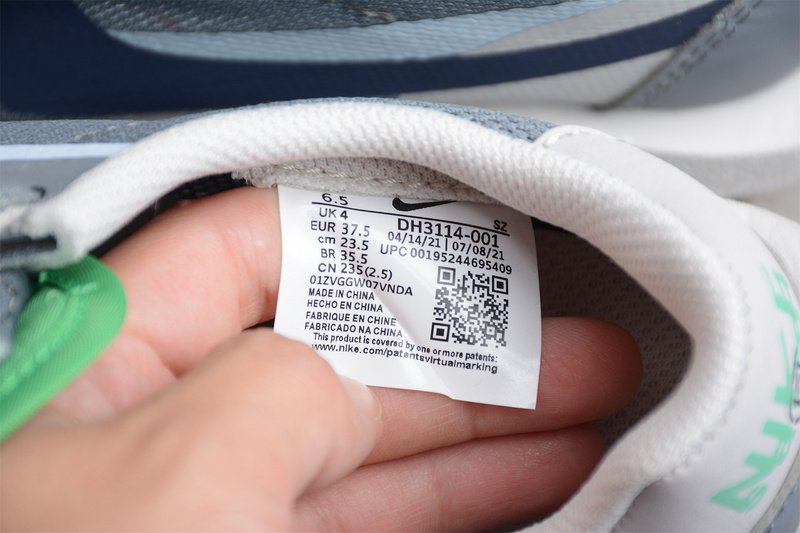 6.5
UK 4
EUR 37.5
cm 23.5
BR 35.5
CN 235(2.5)
SZ
DH3114-001
04/14/21 | 07/08/21
UPC 00195244695409
01ZVGGW07VNDA
MADE IN CHINA
HECHO EN CHINA
FABRIQUE EN CHINE
FABRICADO NA CHINA
This product is covered by one or more patents:
www.nike.com/patentsvirtualmarking